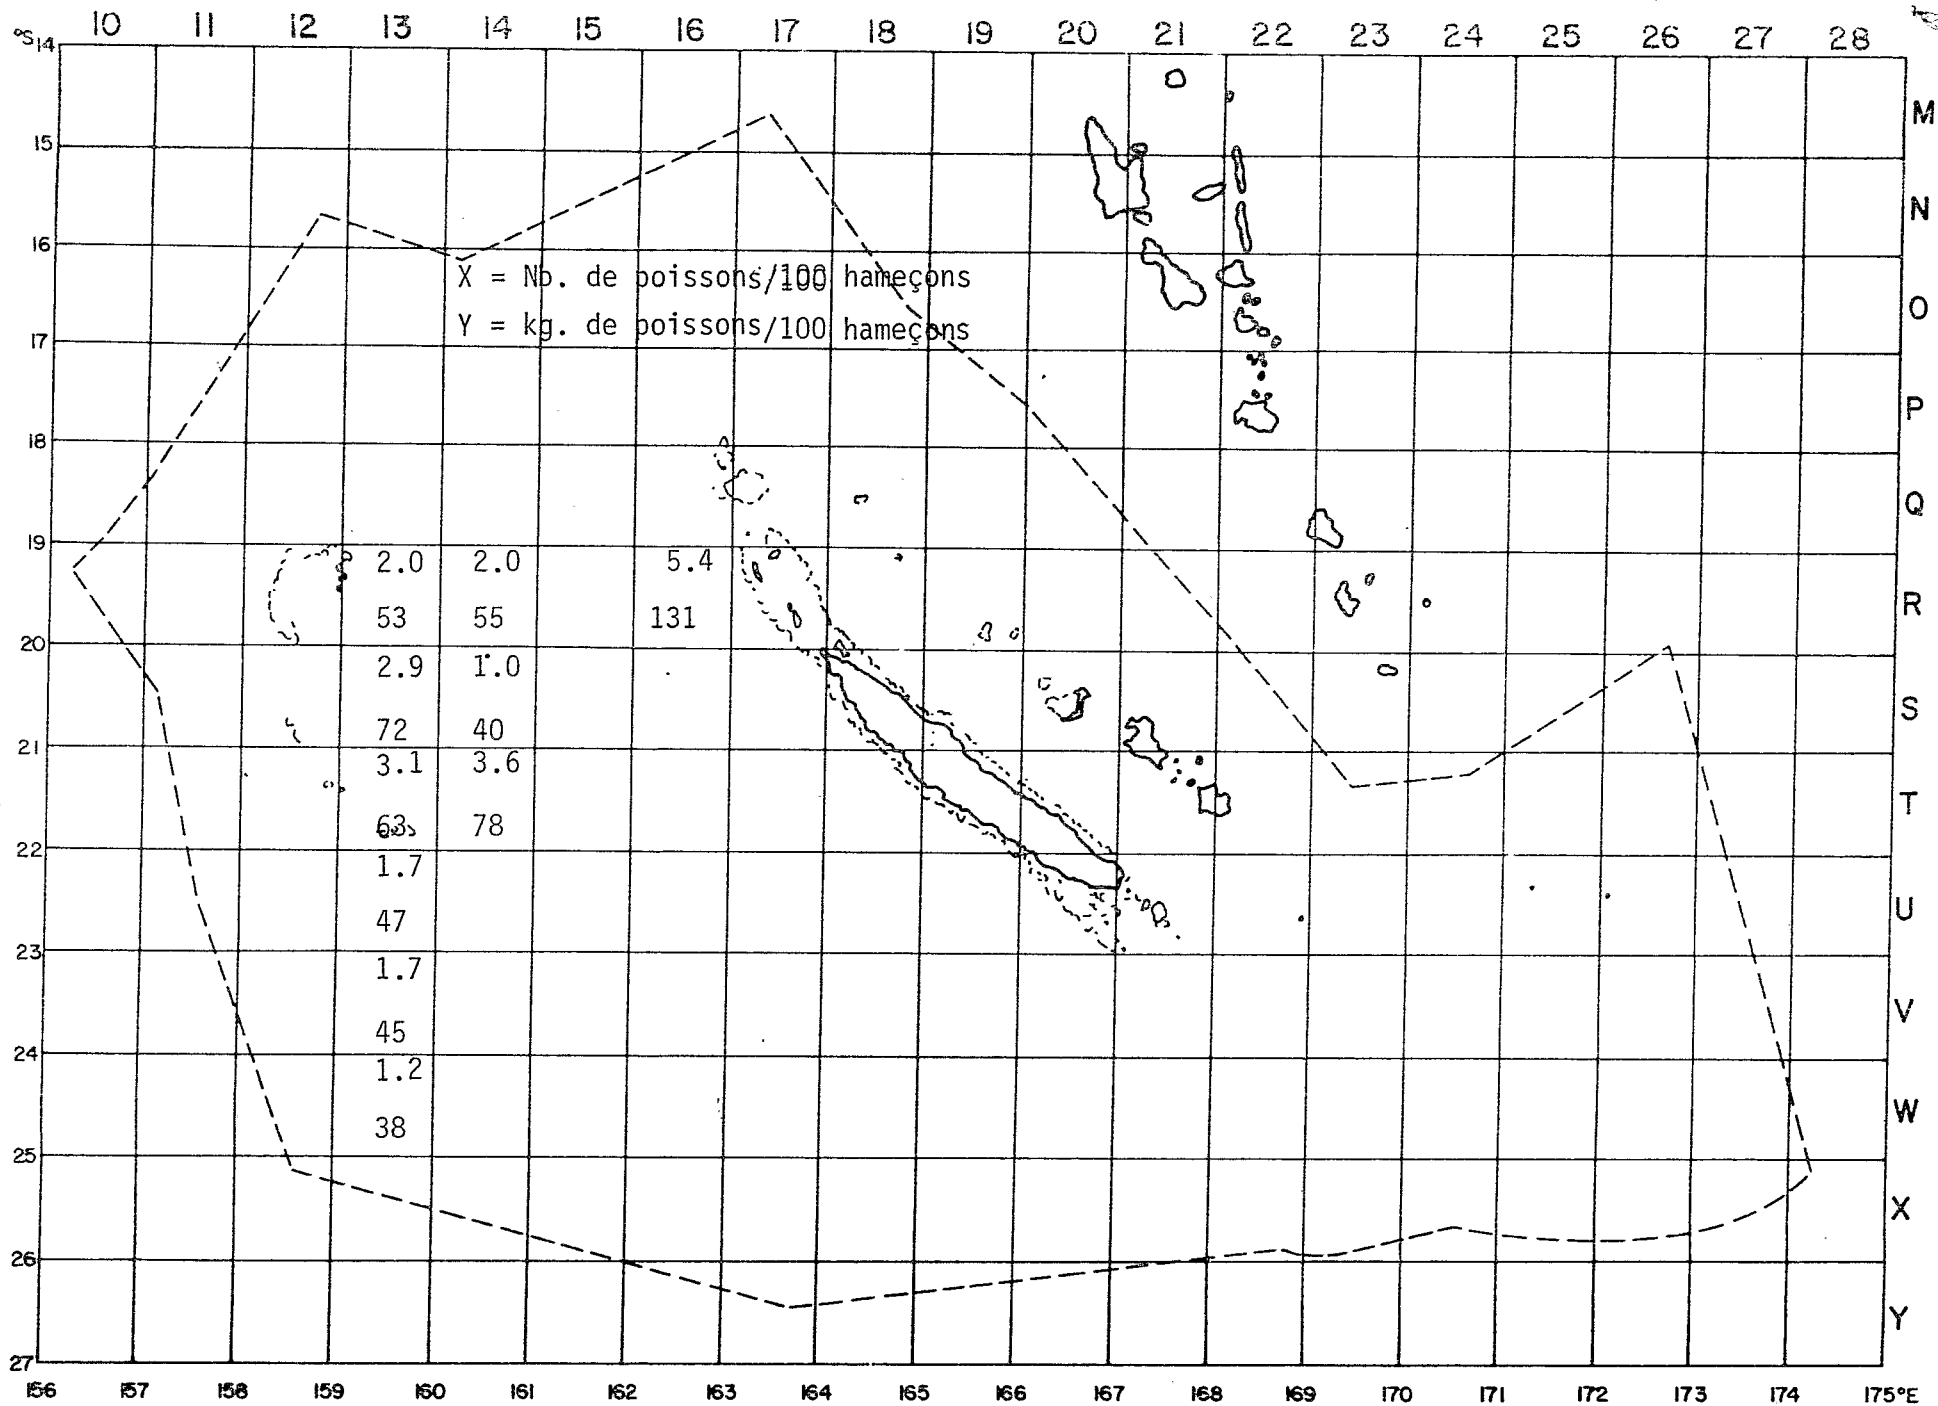 10 11 12 13 14 15 16 17 18 19 20 21 22 23 24 25 26 27 28
°S 14
M
15
N
16
X = Nb. de poissons/100 hameçons
O
Y = kg. de poissons/100 hameçons
17
P
18
Q
19
2.0 2.0 5.4
R
53 55 131
20
2.9 1.0
S
72 40
21
3.1 3.6
T
63 78
22
1.7
U
47
23
1.7
V
45
24
1.2
W
38
25
X
26
Y
27
156 157 158 159 160 161 162 163 164 165 166 167 168 169 170 171 172 173 174 175°E